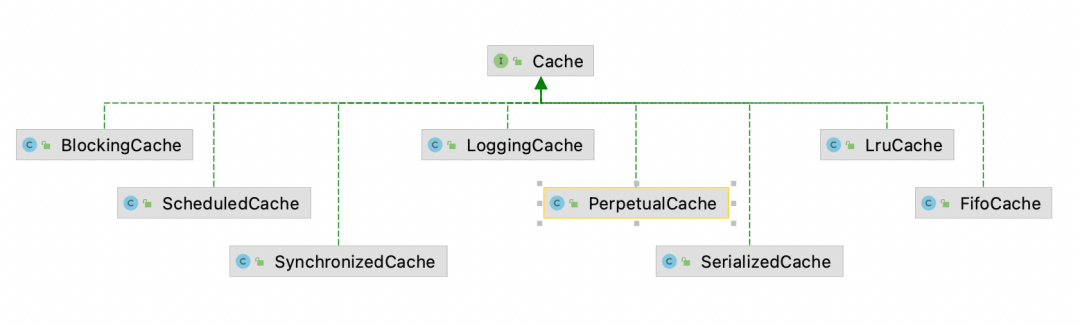 I Cache
C BlockingCache
C LoggingCache
C LruCache
C ScheduledCache
C PerpetualCache
C FifoCache
C SynchronizedCache
C SerializedCache